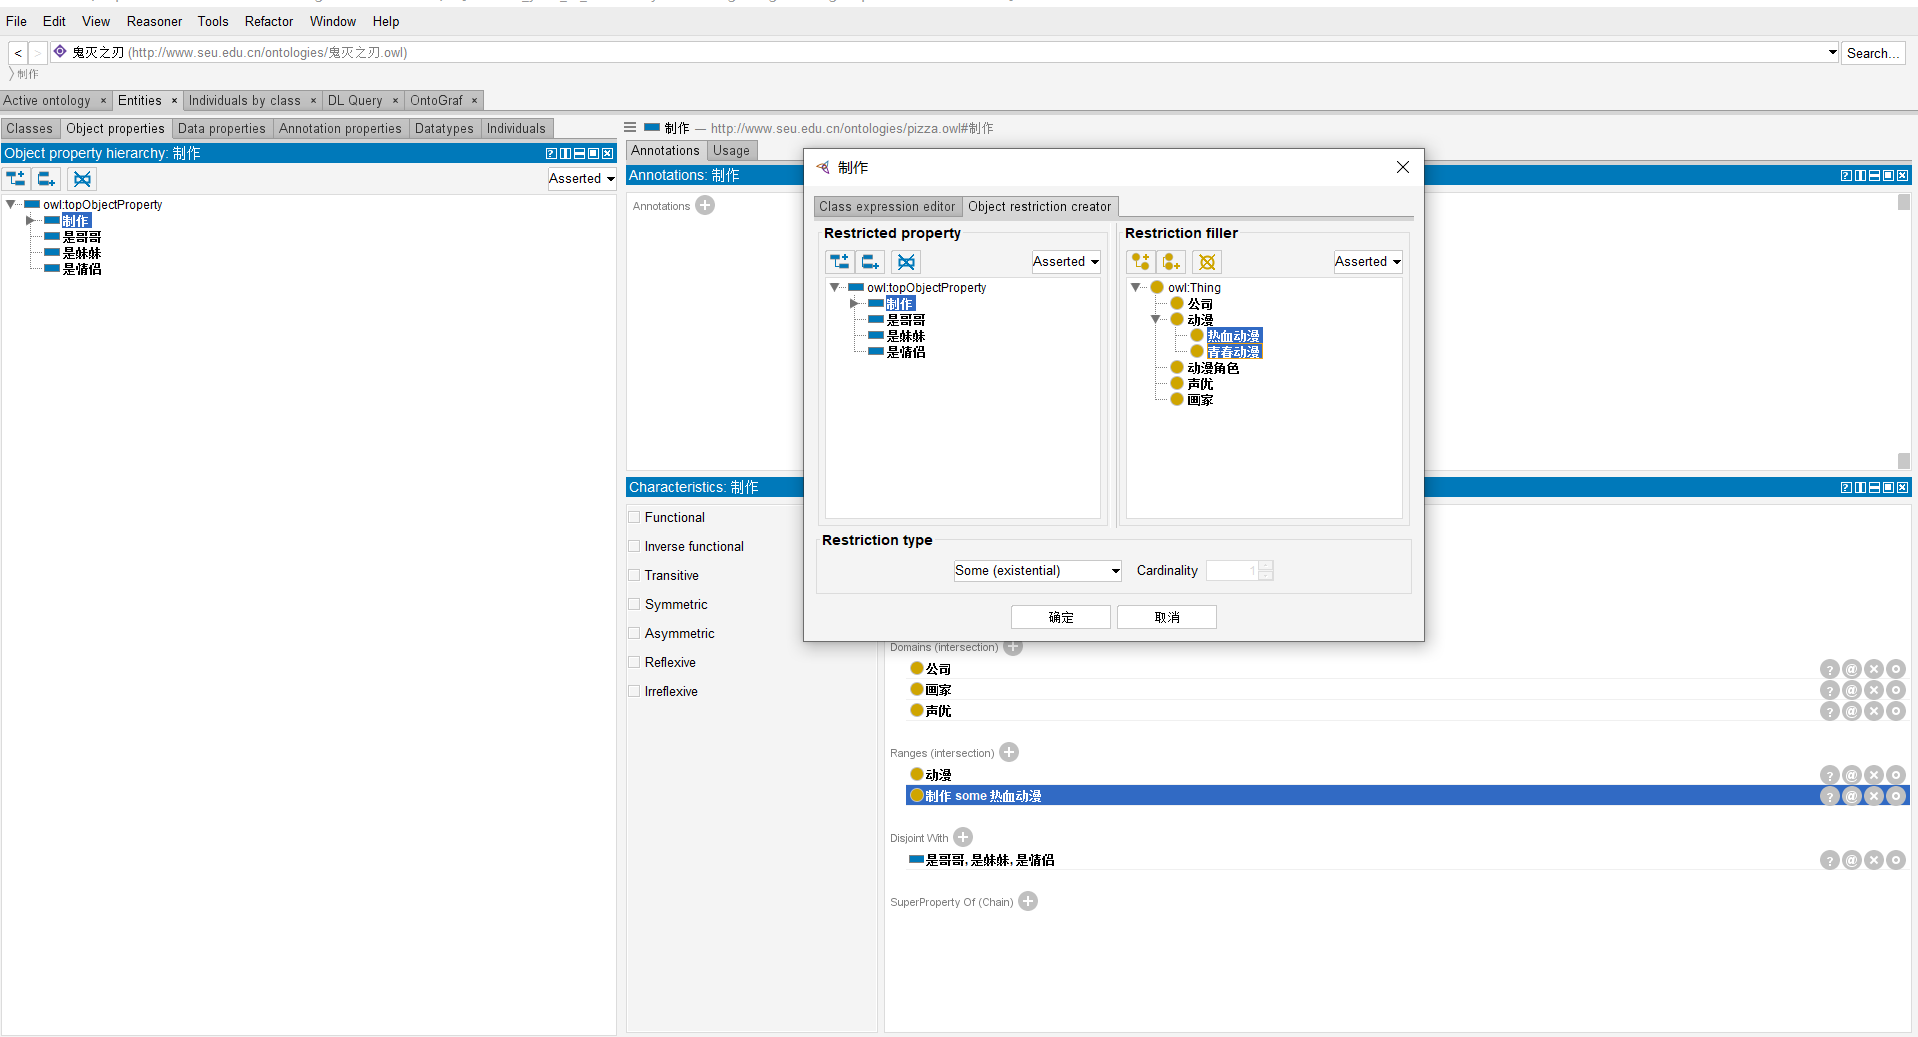 File Edit View Reasoner Tools Refactor Window Help
< > 鬼灭之刃 (http://www.seu.edu.cn/ontologies/鬼灭之刃.owl) Search...
制作
Active ontology × Entities × Individuals by class × DL Query × OntoGraf ×
Classes Object properties Data properties Annotation properties Datatypes Individuals
Object property hierarchy: 制作
Asserted
owl:topObjectProperty
制作
是哥哥
是妹妹
是情侣
制作 — http://www.seu.edu.cn/ontologies/pizza.owl#制作
Annotations Usage
Annotations: 制作
Annotations
Characteristics: 制作
Functional
Inverse functional
Transitive
Symmetric
Asymmetric
Reflexive
Irreflexive
制作
Class expression editor Object restriction creator
Restricted property
Asserted
owl:topObjectProperty
制作
是哥哥
是妹妹
是情侣
Restriction filler
Asserted
owl:Thing
公司
动漫
热血动漫
青春动漫
动漫角色
声优
画家
Restriction type
Some (existential) Cardinality 1
确定 取消
Domains (intersection)
公司
画家
声优
Ranges (intersection)
动漫
制作 some 热血动漫
Disjoint With
是哥哥, 是妹妹, 是情侣
SuperProperty Of (Chain)